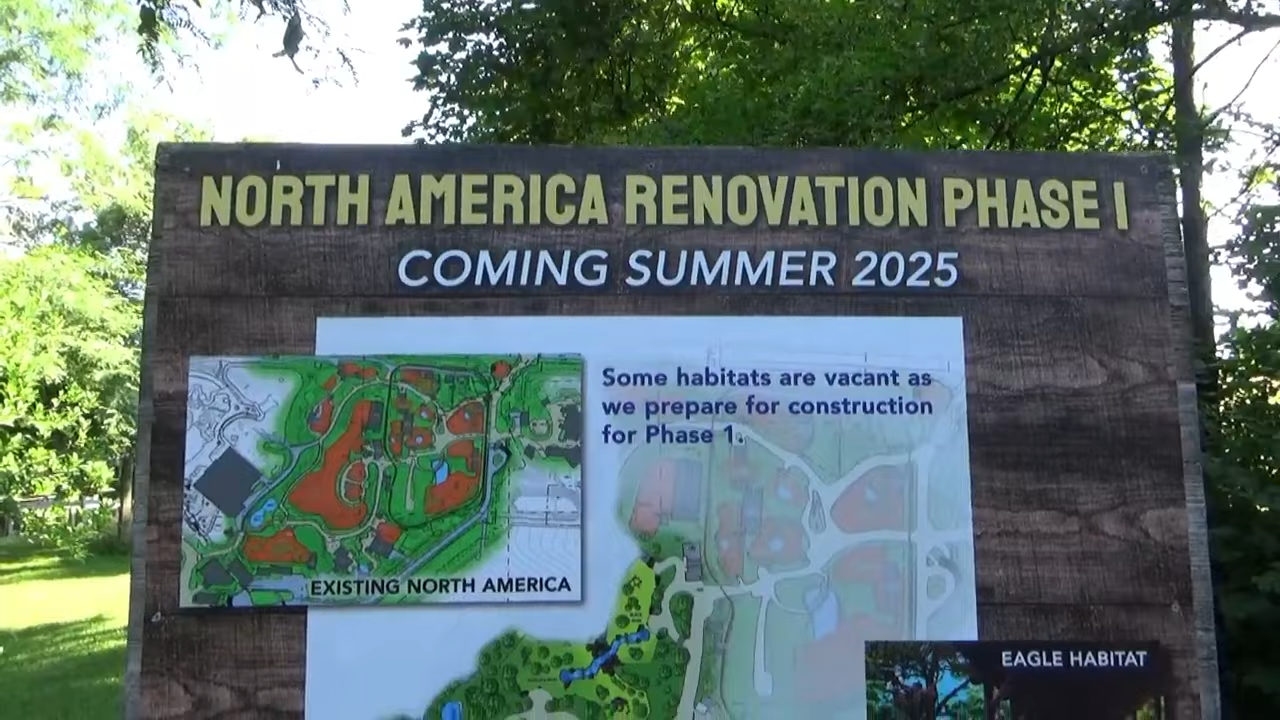 NORTH AMERICA RENOVATION PHASE I
COMING SUMMER 2025
Some habitats are vacant as
we prepare for construction
for Phase 1.
EXISTING NORTH AMERICA
EAGLE HABITAT